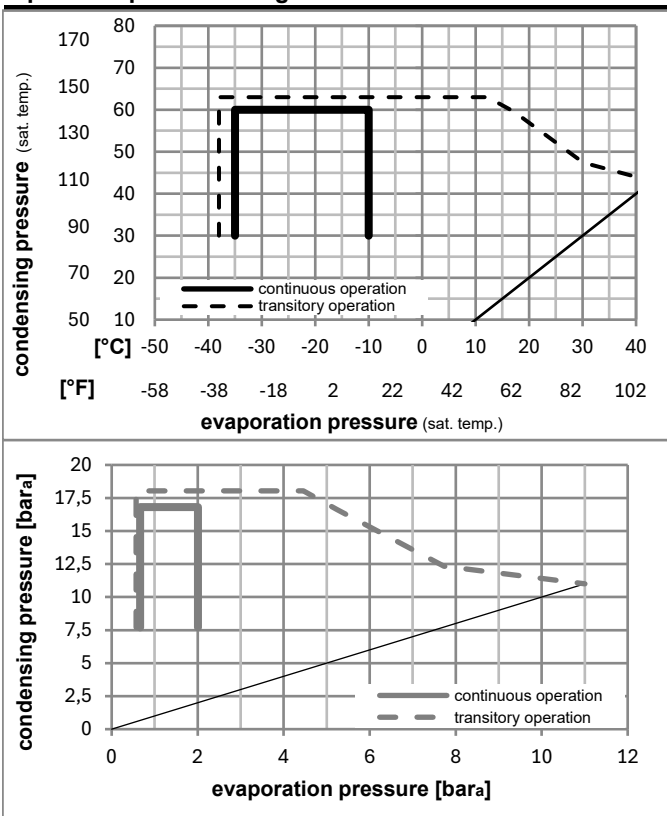 condensing pressure (sat. temp.)
170 80
70
150 60
130 50
110 40
90 30
70 20
50 10
continuous operation
transitory operation
[°C] -50 -40 -30 -20 -10 0 10 20 30 40
[°F] -58 -38 -18 2 22 42 62 82 102
evaporation pressure (sat. temp.)
condensing pressure [bara]
20
17,5
15
12,5
10
7,5
5
2,5
0
continuous operation
transitory operation
0 2 4 6 8 10 12
evaporation pressure [bara]